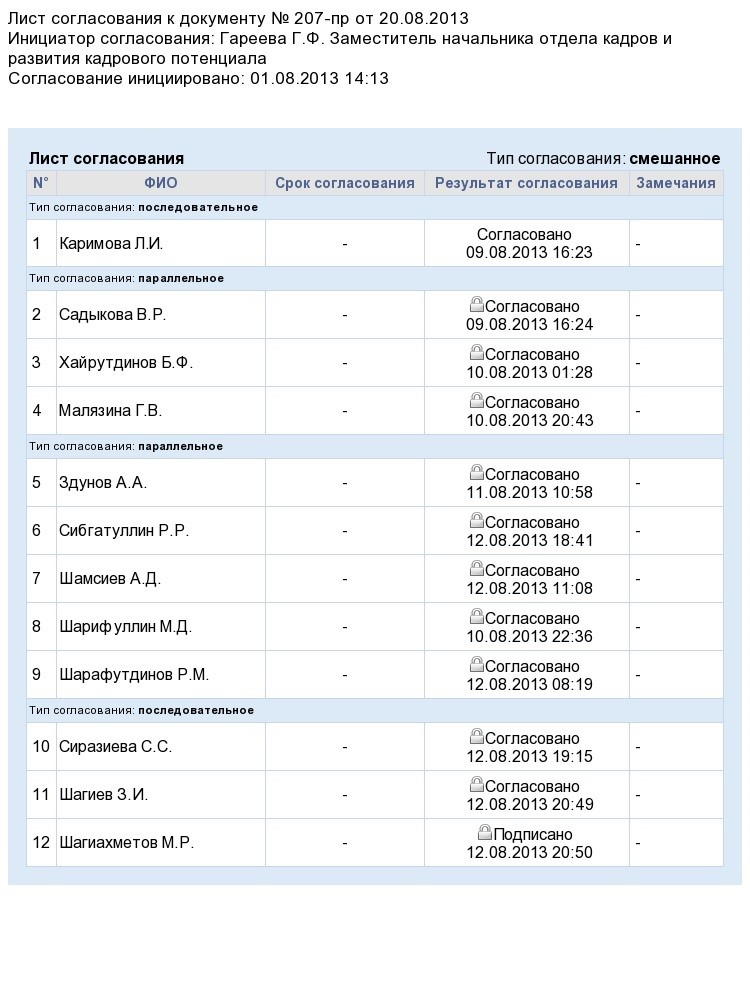 Лист согласования к документу № 207-пр от 20.08.2013
Инициатор согласования: Гареева Г.Ф. Заместитель начальника отдела кадров и
развития кадрового потенциала
Согласование инициировано: 01.08.2013 14:13
Лист согласования Тип согласования: смешанное
N° ФИО Срок согласования Результат согласования Замечания
Тип согласования: последовательное
1 Каримова Л.И. - Согласовано
09.08.2013 16:23 -
Тип согласования: параллельное
2 Садыкова В.Р. - Согласовано
09.08.2013 16:24 -
3 Хайрутдинов Б.Ф. - Согласовано
10.08.2013 01:28 -
4 Малязина Г.В. - Согласовано
10.08.2013 20:43 -
Тип согласования: параллельное
5 Здунов А.А. - Согласовано
11.08.2013 10:58 -
6 Сибгатуллин Р.Р. - Согласовано
12.08.2013 18:41 -
7 Шамсиев А.Д. - Согласовано
12.08.2013 11:08 -
8 Шарифуллин М.Д. - Согласовано
10.08.2013 22:36 -
9 Шарафутдинов Р.М. - Согласовано
12.08.2013 08:19 -
Тип согласования: последовательное
10 Сиразиева С.С. - Согласовано
12.08.2013 19:15 -
11 Шагиев З.И. - Согласовано
12.08.2013 20:49 -
12 Шагиахметов М.Р. - Подписано
12.08.2013 20:50 -